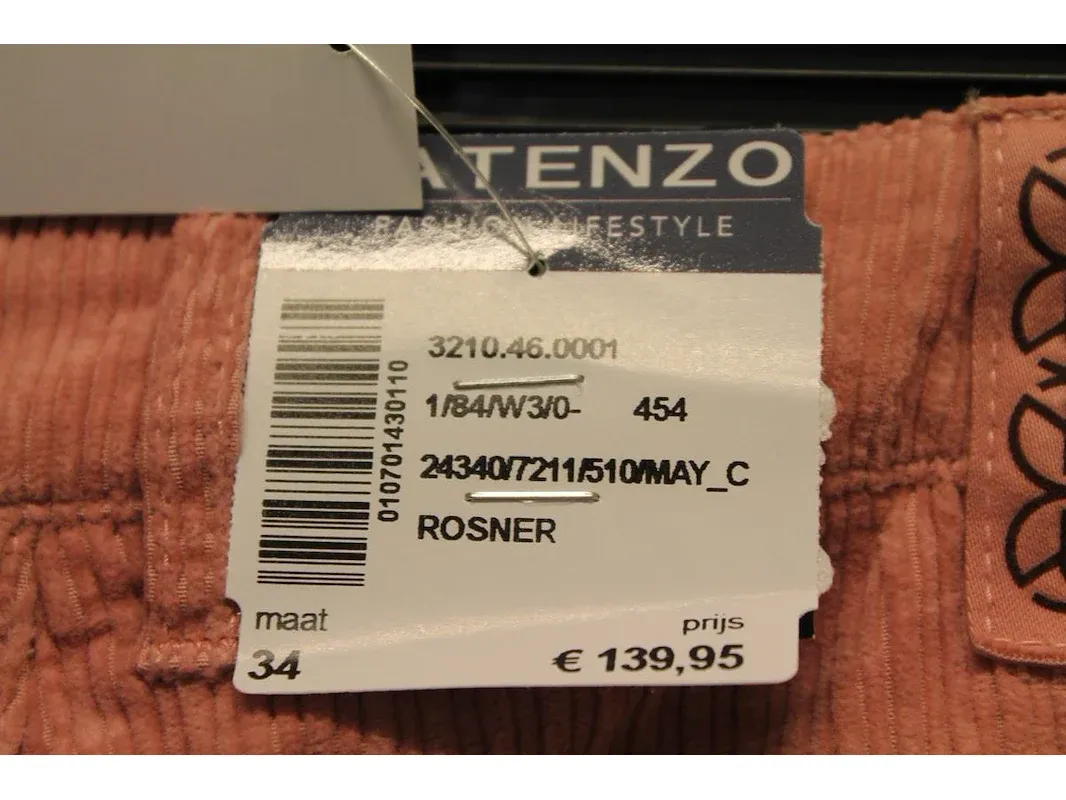 ATENZO
FASHION LIFESTYLE
3210.46.0001
1/84/W3/0- 454
24340/7211/510/MAY_C
ROSNER
010701430110
maat
34
prijs
€ 139,95